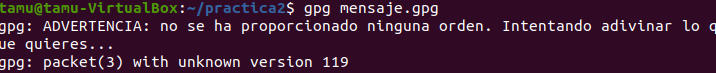 tamu@tamu-VirtualBox:~/practica2$ gpg mensaje.gpg
gpg: ADVERTENCIA: no se ha proporcionado ninguna orden. Intentando adivinar lo q
ue quieres...
gpg: packet(3) with unknown version 119